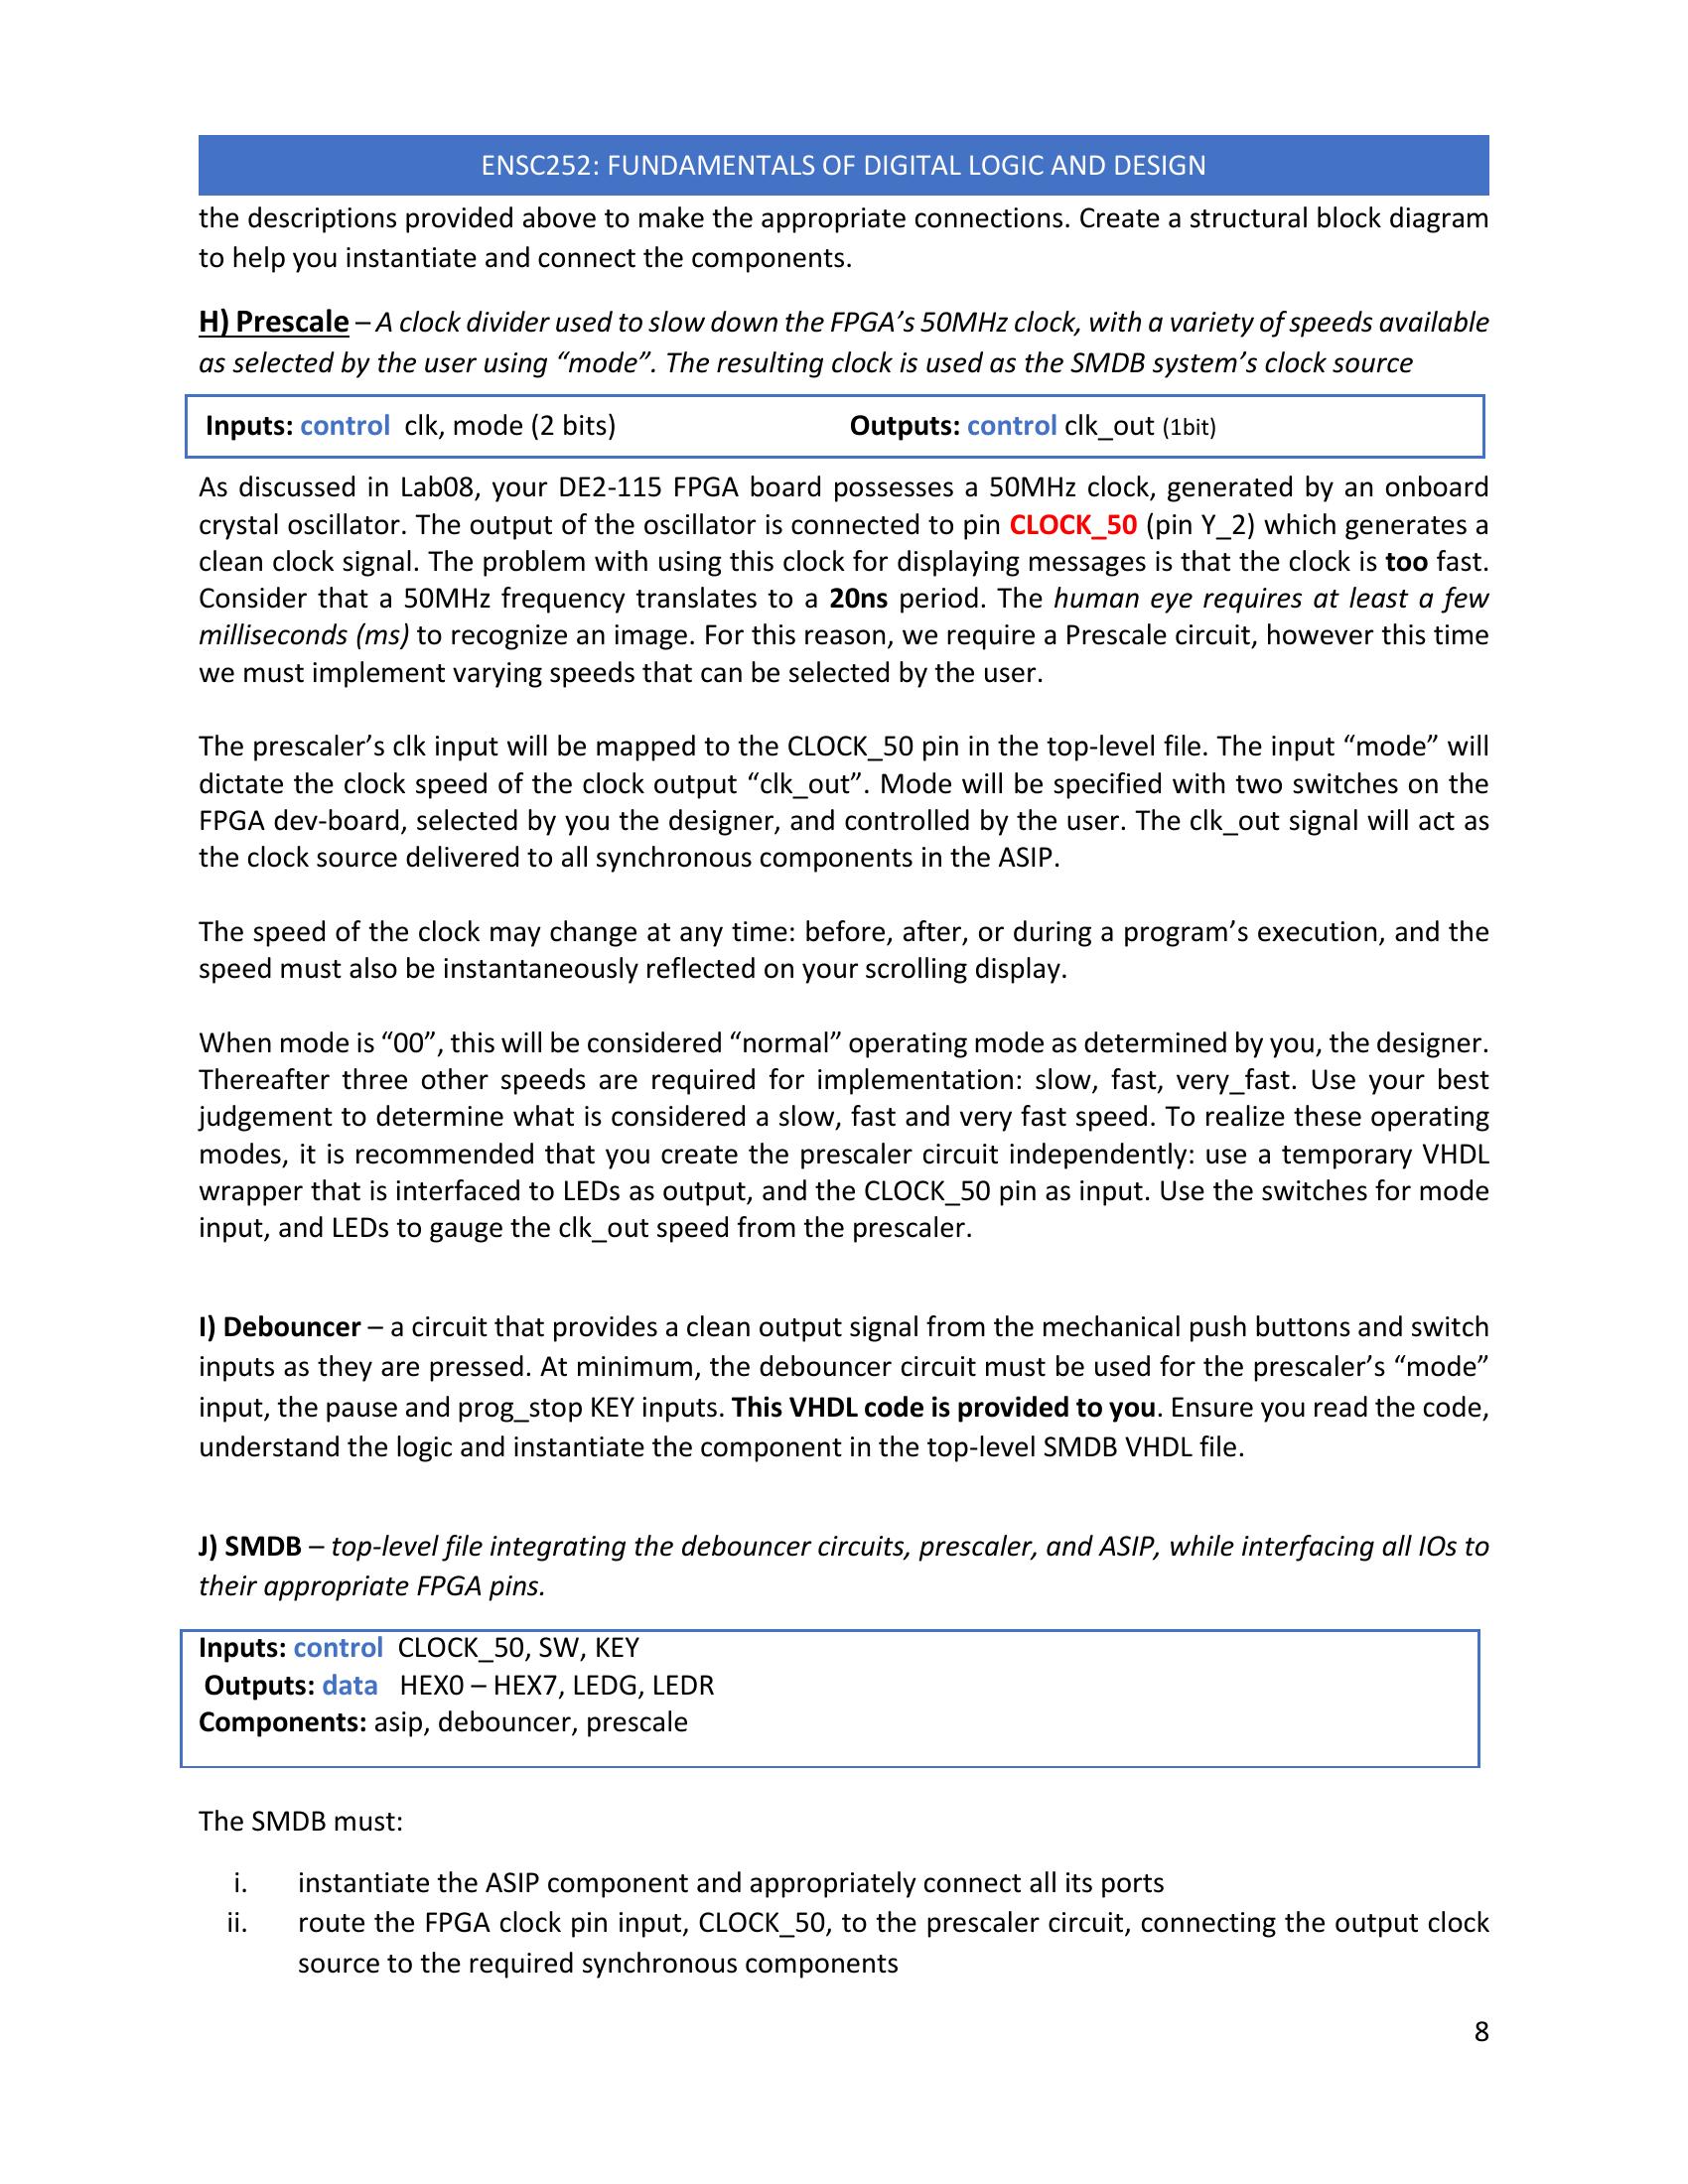 ENSC252: FUNDAMENTALS OF DIGITAL LOGIC AND DESIGN
the descriptions provided above to make the appropriate connections. Create a structural block diagram
to help you instantiate and connect the components.
H) Prescale – A clock divider used to slow down the FPGA’s 50MHz clock, with a variety of speeds available
as selected by the user using “mode”. The resulting clock is used as the SMDB system’s clock source
Inputs: control clk, mode (2 bits) Outputs: control clk_out (1bit)
As discussed in Lab08, your DE2-115 FPGA board possesses a 50MHz clock, generated by an onboard
crystal oscillator. The output of the oscillator is connected to pin CLOCK_50 (pin Y_2) which generates a
clean clock signal. The problem with using this clock for displaying messages is that the clock is too fast.
Consider that a 50MHz frequency translates to a 20ns period. The human eye requires at least a few
milliseconds (ms) to recognize an image. For this reason, we require a Prescale circuit, however this time
we must implement varying speeds that can be selected by the user.
The prescaler’s clk input will be mapped to the CLOCK_50 pin in the top-level file. The input “mode” will
dictate the clock speed of the clock output “clk_out”. Mode will be specified with two switches on the
FPGA dev-board, selected by you the designer, and controlled by the user. The clk_out signal will act as
the clock source delivered to all synchronous components in the ASIP.
The speed of the clock may change at any time: before, after, or during a program’s execution, and the
speed must also be instantaneously reflected on your scrolling display.
When mode is “00”, this will be considered “normal” operating mode as determined by you, the designer.
Thereafter three other speeds are required for implementation: slow, fast, very_fast. Use your best
judgement to determine what is considered a slow, fast and very fast speed. To realize these operating
modes, it is recommended that you create the prescaler circuit independently: use a temporary VHDL
wrapper that is interfaced to LEDs as output, and the CLOCK_50 pin as input. Use the switches for mode
input, and LEDs to gauge the clk_out speed from the prescaler.
I) Debouncer – a circuit that provides a clean output signal from the mechanical push buttons and switch
inputs as they are pressed. At minimum, the debouncer circuit must be used for the prescaler’s “mode”
input, the pause and prog_stop KEY inputs. This VHDL code is provided to you. Ensure you read the code,
understand the logic and instantiate the component in the top-level SMDB VHDL file.
J) SMDB – top-level file integrating the debouncer circuits, prescaler, and ASIP, while interfacing all IOs to
their appropriate FPGA pins.
Inputs: control CLOCK_50, SW, KEY
Outputs: data HEX0 – HEX7, LEDG, LEDR
Components: asip, debouncer, prescale
The SMDB must:
i. instantiate the ASIP component and appropriately connect all its ports
ii. route the FPGA clock pin input, CLOCK_50, to the prescaler circuit, connecting the output clock
source to the required synchronous components
8